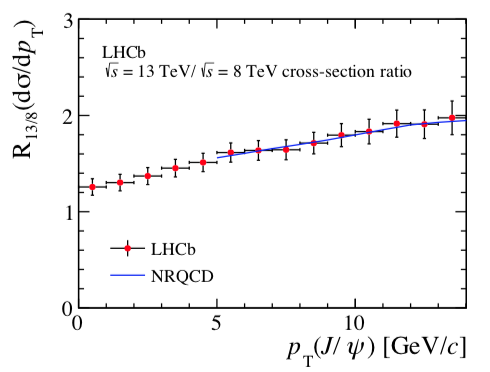 3
2
1
0
R13/8(dσ/dpT)
LHCb
√s = 13 TeV/ √s = 8 TeV cross-section ratio
LHCb
NRQCD
0 5 10
pT(J/ψ) [GeV/c]